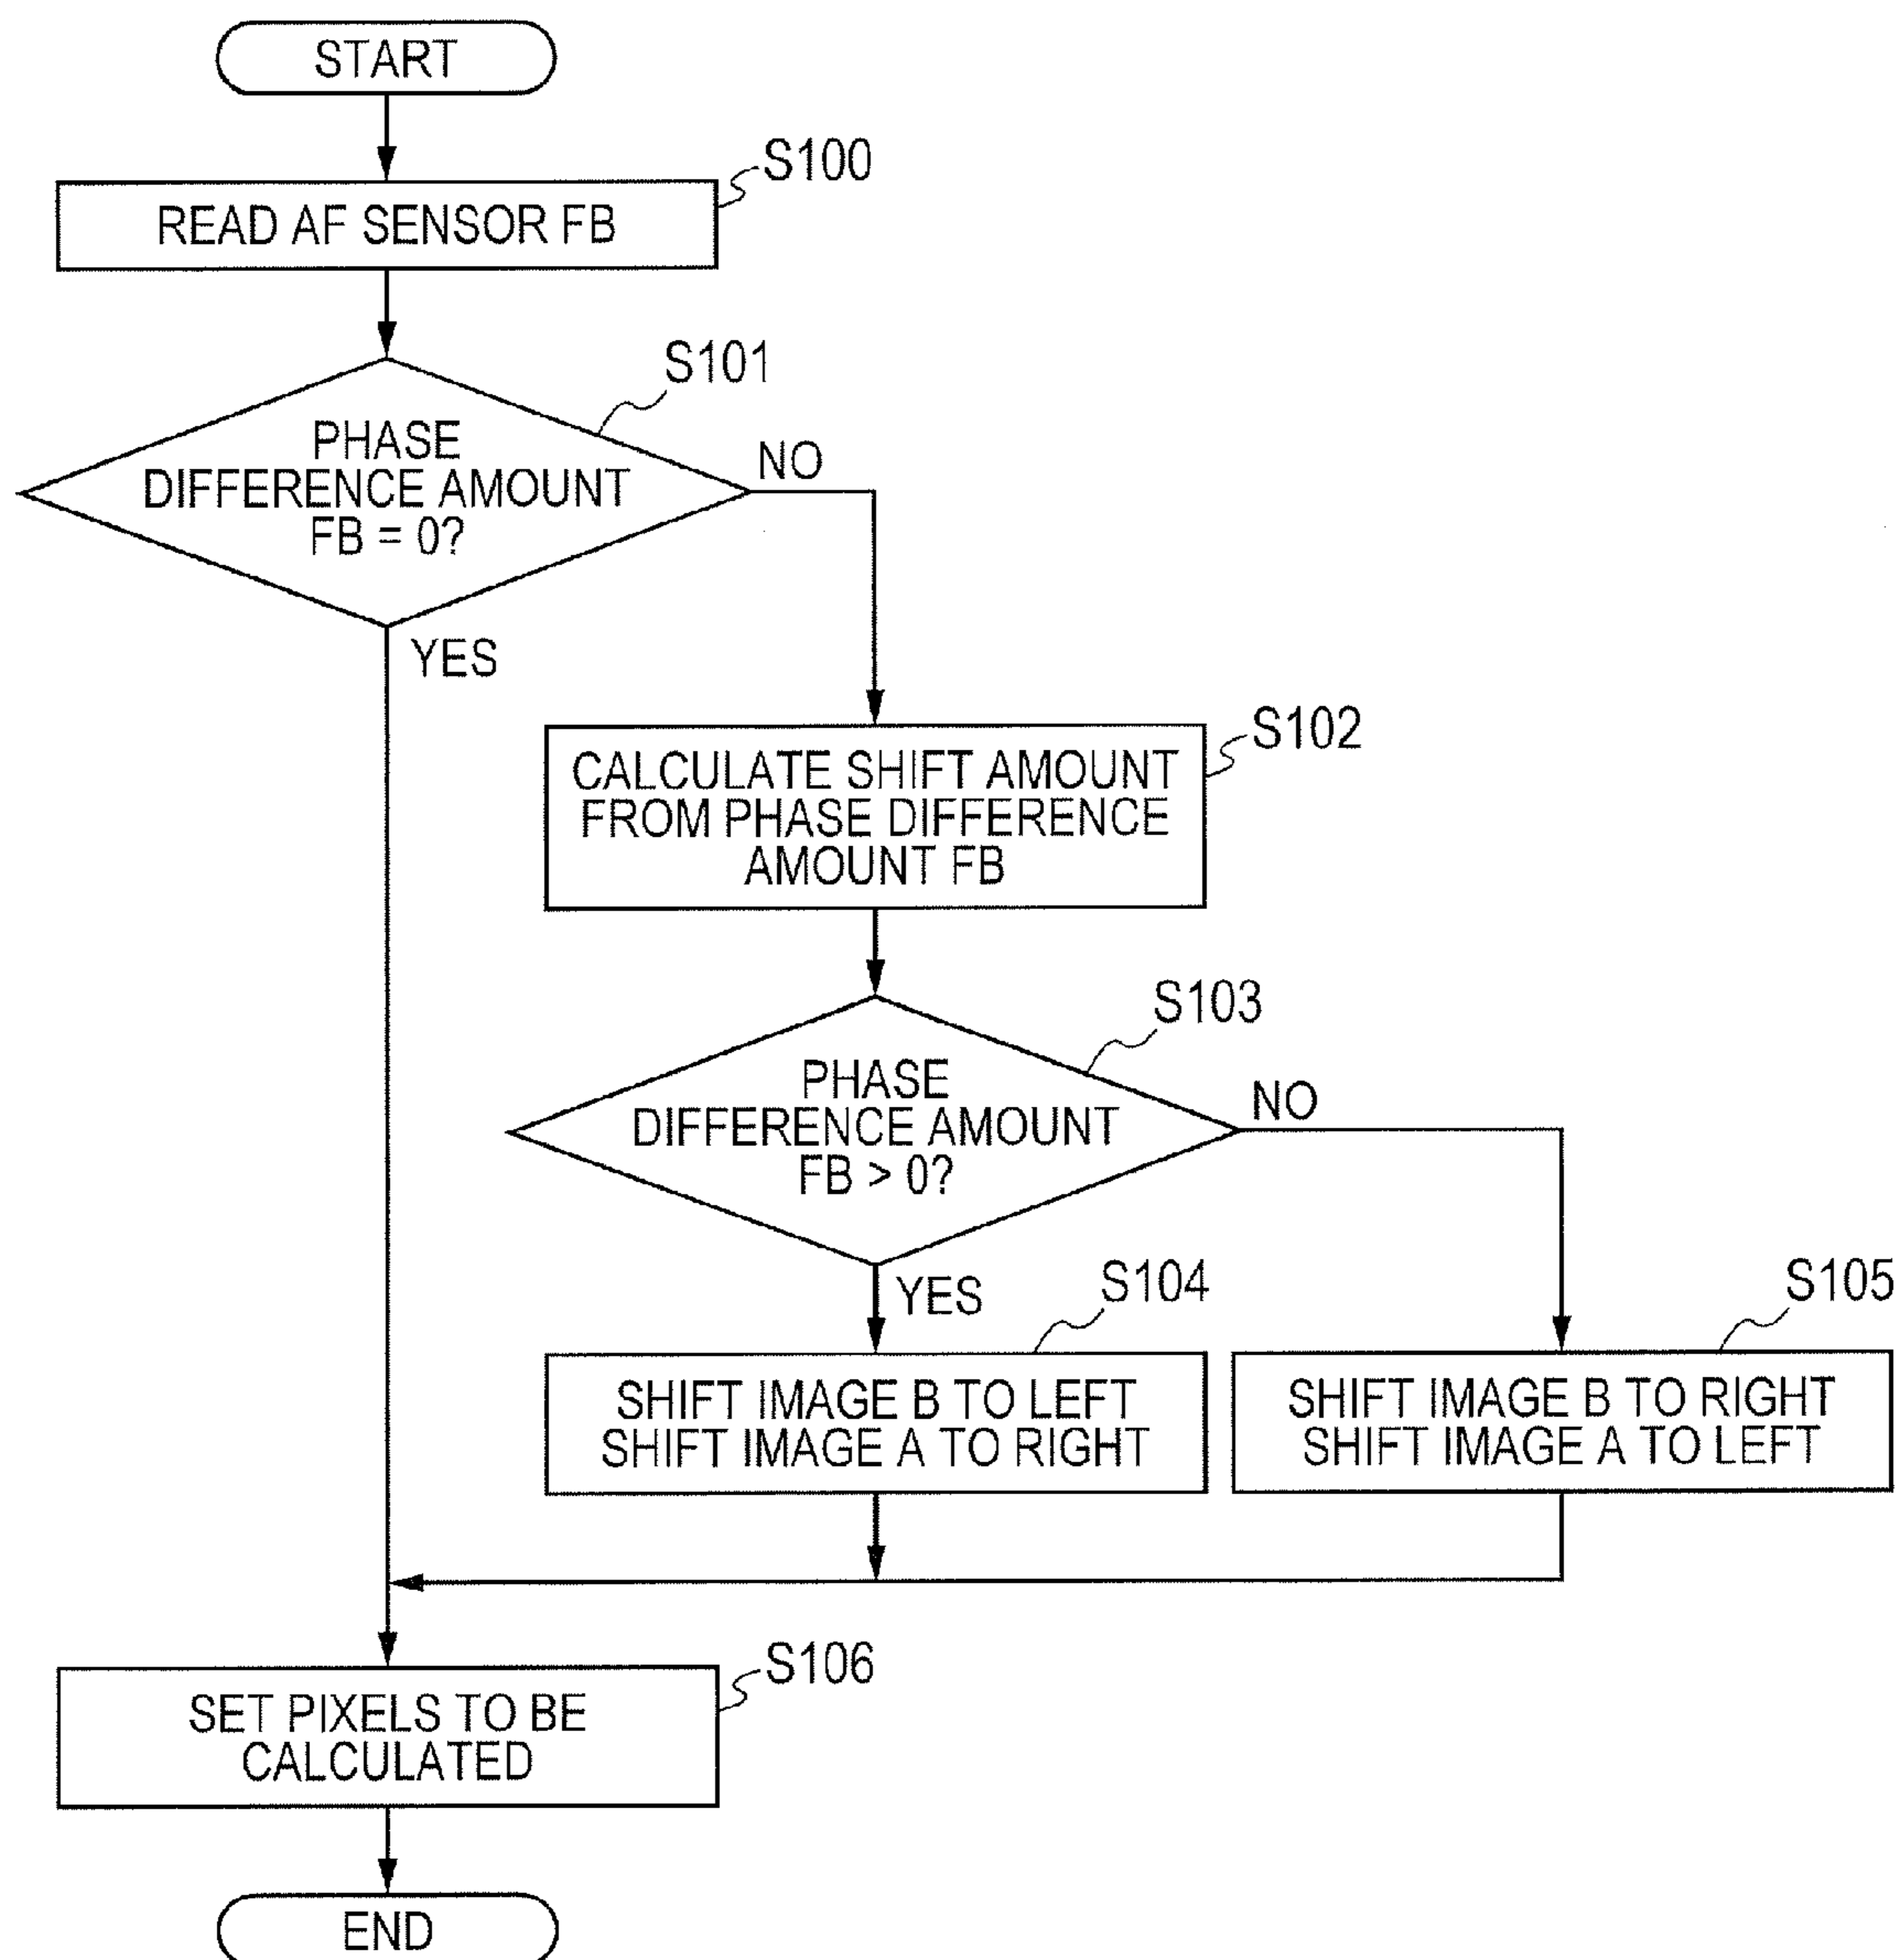 START
S100
READ AF SENSOR FB
S101
PHASE
DIFFERENCE AMOUNT
FB = 0?
NO
YES
S102
CALCULATE SHIFT AMOUNT
FROM PHASE DIFFERENCE
AMOUNT FB
S103
PHASE
DIFFERENCE AMOUNT
FB > 0?
NO
YES
S104
SHIFT IMAGE B TO LEFT
SHIFT IMAGE A TO RIGHT
S105
SHIFT IMAGE B TO RIGHT
SHIFT IMAGE A TO LEFT
S106
SET PIXELS TO BE
CALCULATED
END